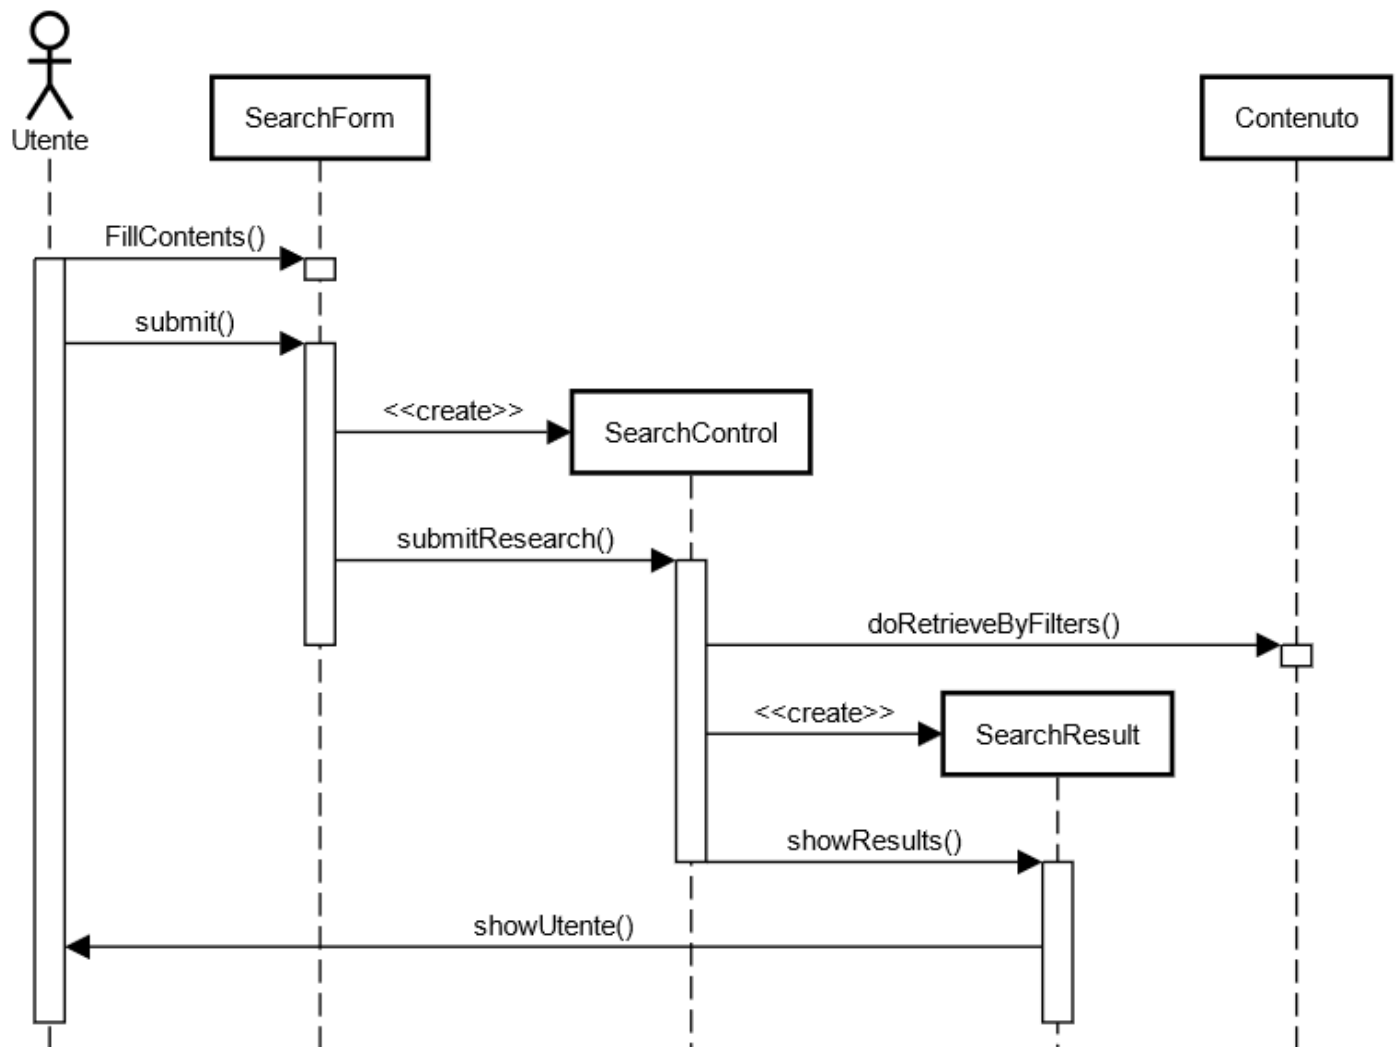 Utente
SearchForm
Contenuto
FillContents()
submit()
<<create>>
SearchControl
submitResearch()
doRetrieveByFilters()
<<create>>
SearchResult
showResults()
showUtente()